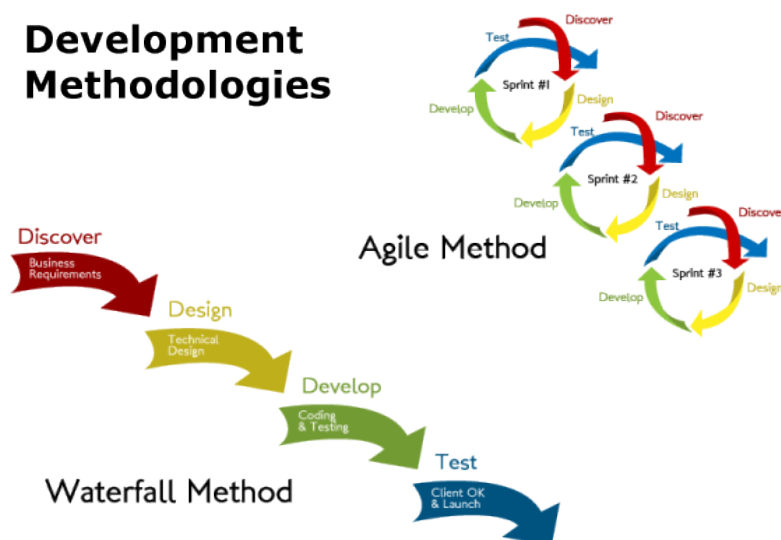 Development
Methodologies
Discover
Test
Sprint #1
Develop
Design
Discover
Test
Sprint #2
Develop
Design
Discover
Test
Sprint #3
Develop
Design
Agile Method
Discover
Business
Requirements
Design
Technical
Design
Develop
Coding
& Testing
Test
Client OK
& Launch
Waterfall Method